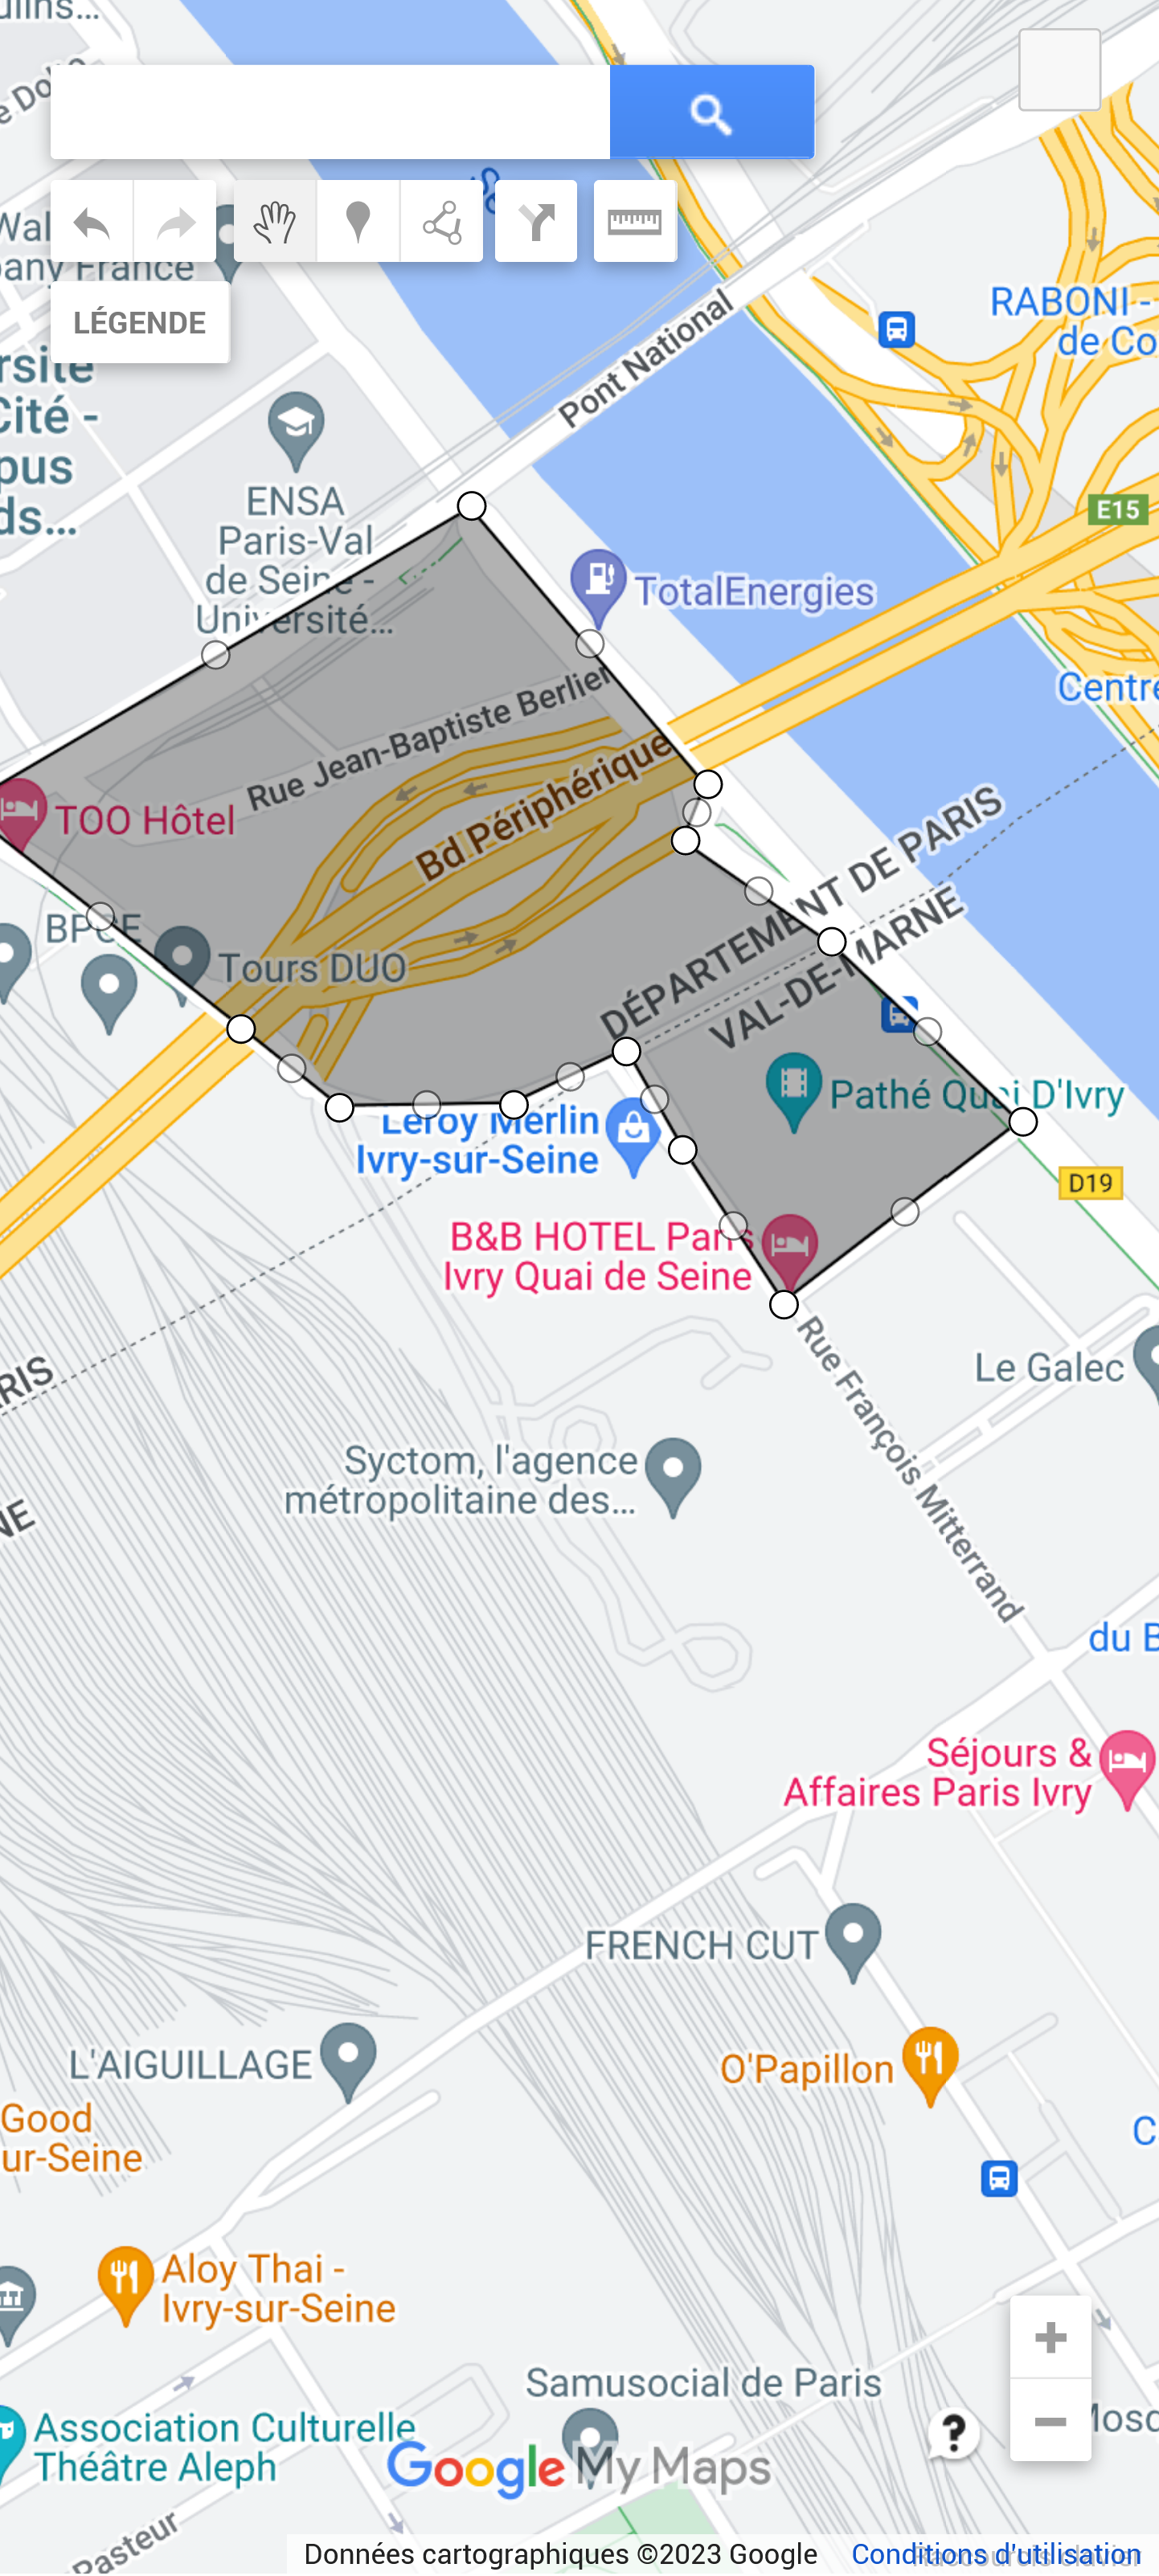 ulins...
e Do
Wal
pany France
LÉGENDE
rsité
Cité -
pus
ds...
Pont National
RABONI -
de Co
E15
ENSA
Paris-Val
de Seine -
Université...
TotalEnergies
Centre
Rue Jean-Baptiste Berlier
Bd Périphérique
TOO Hôtel
BPCE
Tours DUO
DÉPARTEMENT DE PARIS
VAL-DE-MARNE
Pathé Quai D'Ivry
Leroy Merlin
Ivry-sur-Seine
D19
B&B HOTEL Paris
Ivry Quai de Seine
Rue François Mitterrand
Le Galec
RIS
NE
Syctom, l'agence
métropolitaine des...
du B
Séjours &
Affaires Paris Ivry
FRENCH CUT
L'AIGUILLAGE
O'Papillon
Good
ur-Seine
C
Aloy Thai -
Ivry-sur-Seine
Samusocial de Paris
Mosq
Association Culturelle
Théâtre Aleph
Google My Maps
Pasteur
Données cartographiques ©2023 Google
Conditions d'utilisation